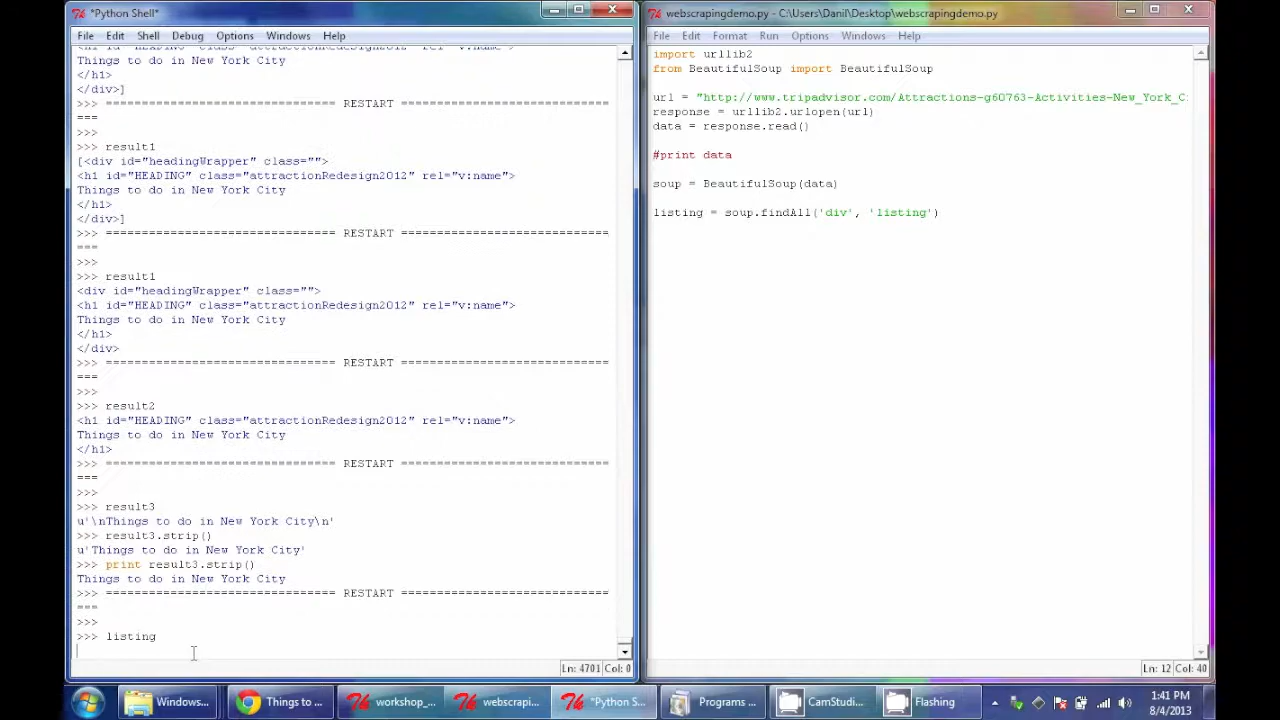 *Python Shell*
File Edit Shell Debug Options Windows Help
<h1 id="HEADING" class="attractionRedesign2012" rel="v:name">
Things to do in New York City
</h1>
</div>]
>>> ================================ RESTART ================================
===
>>>
>>> result1
[<div id="headingWrapper" class="">
<h1 id="HEADING" class="attractionRedesign2012" rel="v:name">
Things to do in New York City
</h1>
</div>]
>>> ================================ RESTART ================================
===
>>>
>>> result1
<div id="headingWrapper" class="">
<h1 id="HEADING" class="attractionRedesign2012" rel="v:name">
Things to do in New York City
</h1>
</div>
>>> ================================ RESTART ================================
===
>>>
>>> result2
<h1 id="HEADING" class="attractionRedesign2012" rel="v:name">
Things to do in New York City
</h1>
>>> ================================ RESTART ================================
===
>>>
>>> result3
u'\nThings to do in New York City\n'
>>> result3.strip()
u'Things to do in New York City'
>>> print result3.strip()
Things to do in New York City
>>> ================================ RESTART ================================
===
>>>
>>> listing
Ln: 4701 Col: 0
webscrapingdemo.py - C:\Users\Danil\Desktop\webscrapingdemo.py
File Edit Format Run Options Windows Help
import urllib2
from BeautifulSoup import BeautifulSoup
url = "http://www.tripadvisor.com/Attractions-g60763-Activities-New_York_C
response = urllib2.urlopen(url)
data = response.read()
#print data
soup = BeautifulSoup(data)
listing = soup.findAll('div', 'listing')
Ln: 12 Col: 40
Windows... Things to ... workshop_... webscrapi... *Python S... Programs ... CamStudi... Flashing
1:41 PM
8/4/2013